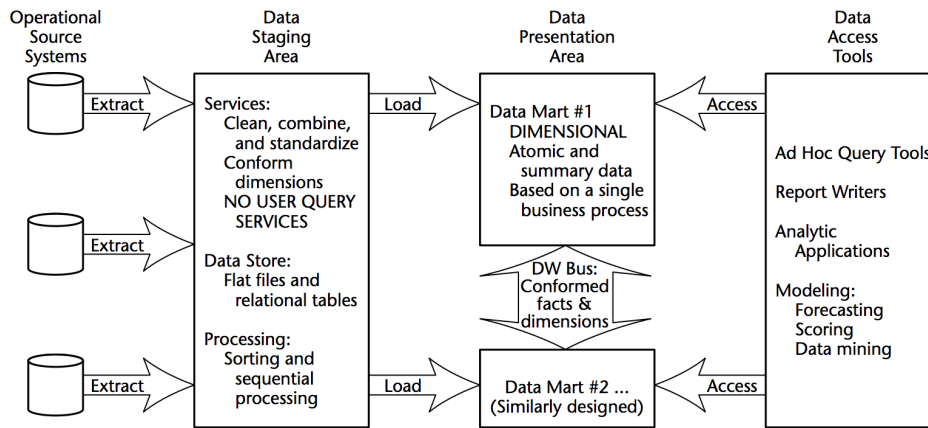 Operational
Source
Systems
Data
Staging
Area
Data
Presentation
Area
Data
Access
Tools
Extract
Extract
Extract
Services:
Clean, combine,
and standardize
Conform
dimensions
NO USER QUERY
SERVICES
Data Store:
Flat files and
relational tables
Processing:
Sorting and
sequential
processing
Load
Load
Data Mart #1
DIMENSIONAL
Atomic and
summary data
Based on a single
business process
DW Bus:
Conformed
facts &
dimensions
Data Mart #2 ...
(Similarly designed)
Access
Access
Ad Hoc Query Tools
Report Writers
Analytic
Applications
Modeling:
Forecasting
Scoring
Data mining